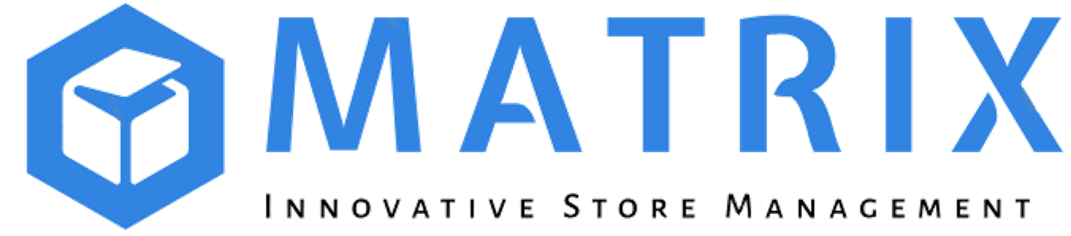 MATRIX
INNOVATIVE STORE MANAGEMENT